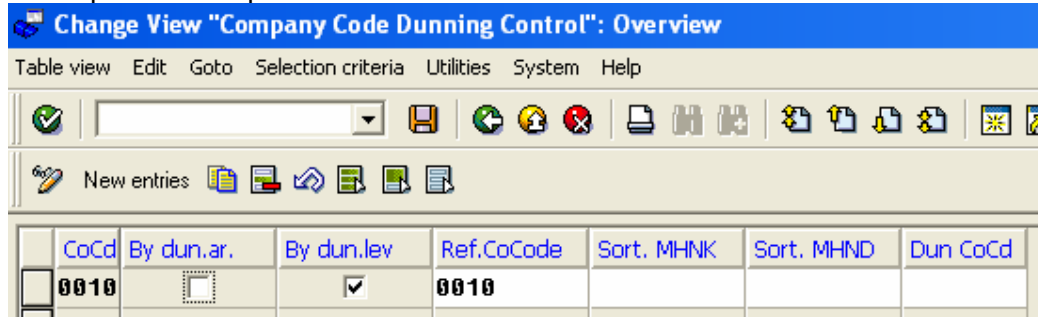 Change View "Company Code Dunning Control": Overview
Table view Edit Goto Selection criteria Utilities System Help
New entries
CoCd By dun.ar. By dun.lev Ref.CoCode Sort. MHNK Sort. MHND Dun CoCd
0010 0010